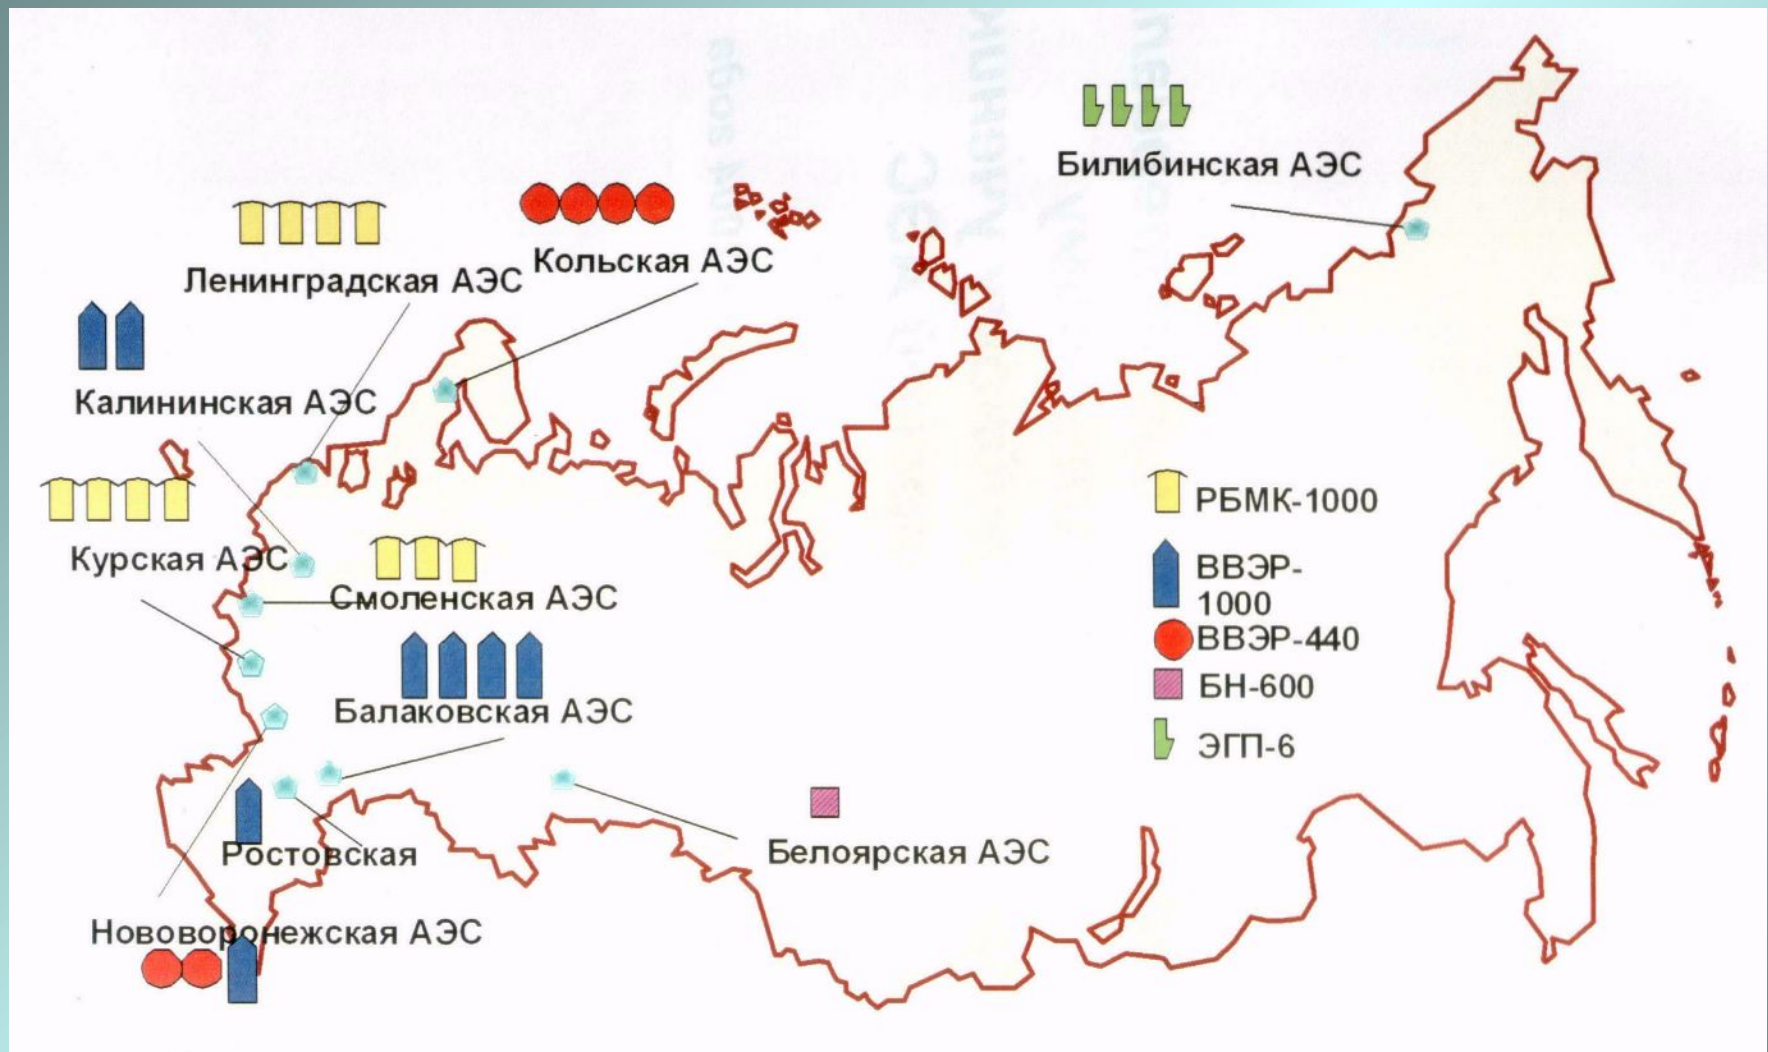 Билибинская АЭС
Кольская АЭС
Ленинградская АЭС
Калининская АЭС
Курская АЭС
Смоленская АЭС
Балаковская АЭС
Ростовская
Белоярская АЭС
Нововоронежская АЭС
РБМК-1000
ВВЭР-
1000
ВВЭР-440
БН-600
ЭГП-6